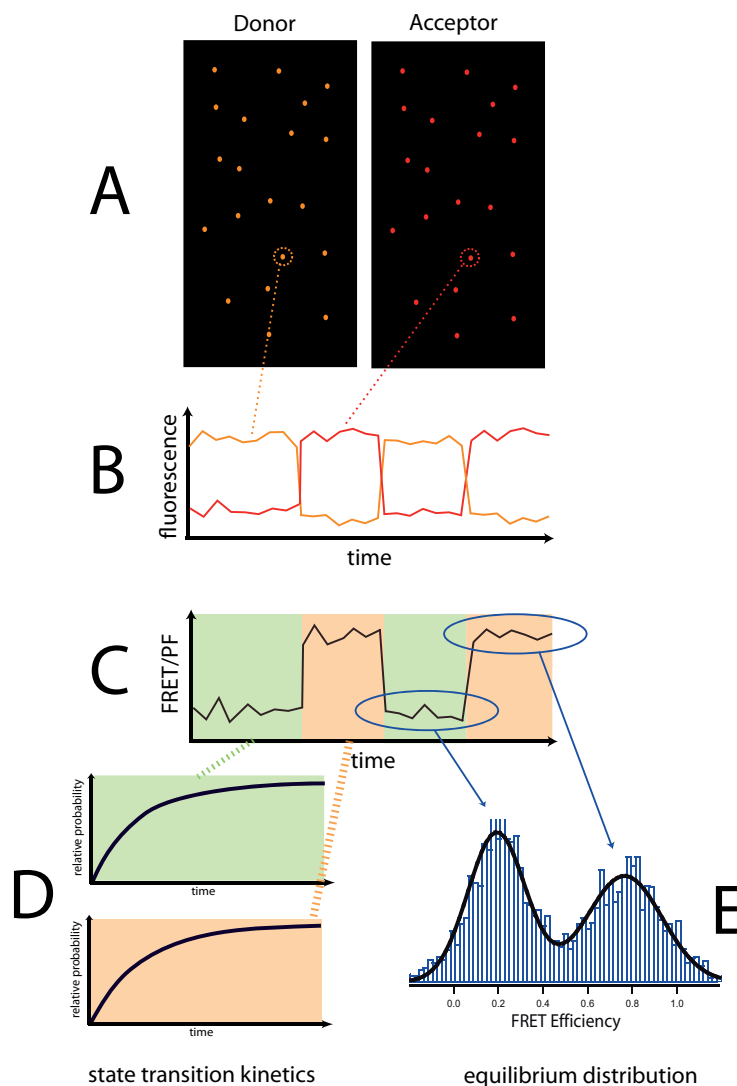 Donor
Acceptor
A
B
fluorescence
time
C
FRET/PF
time
relative probability
time
D
relative probability
time
E
0.0 0.2 0.4 0.6 0.8 1.0
FRET Efficiency
state transition kinetics
equilibrium distribution